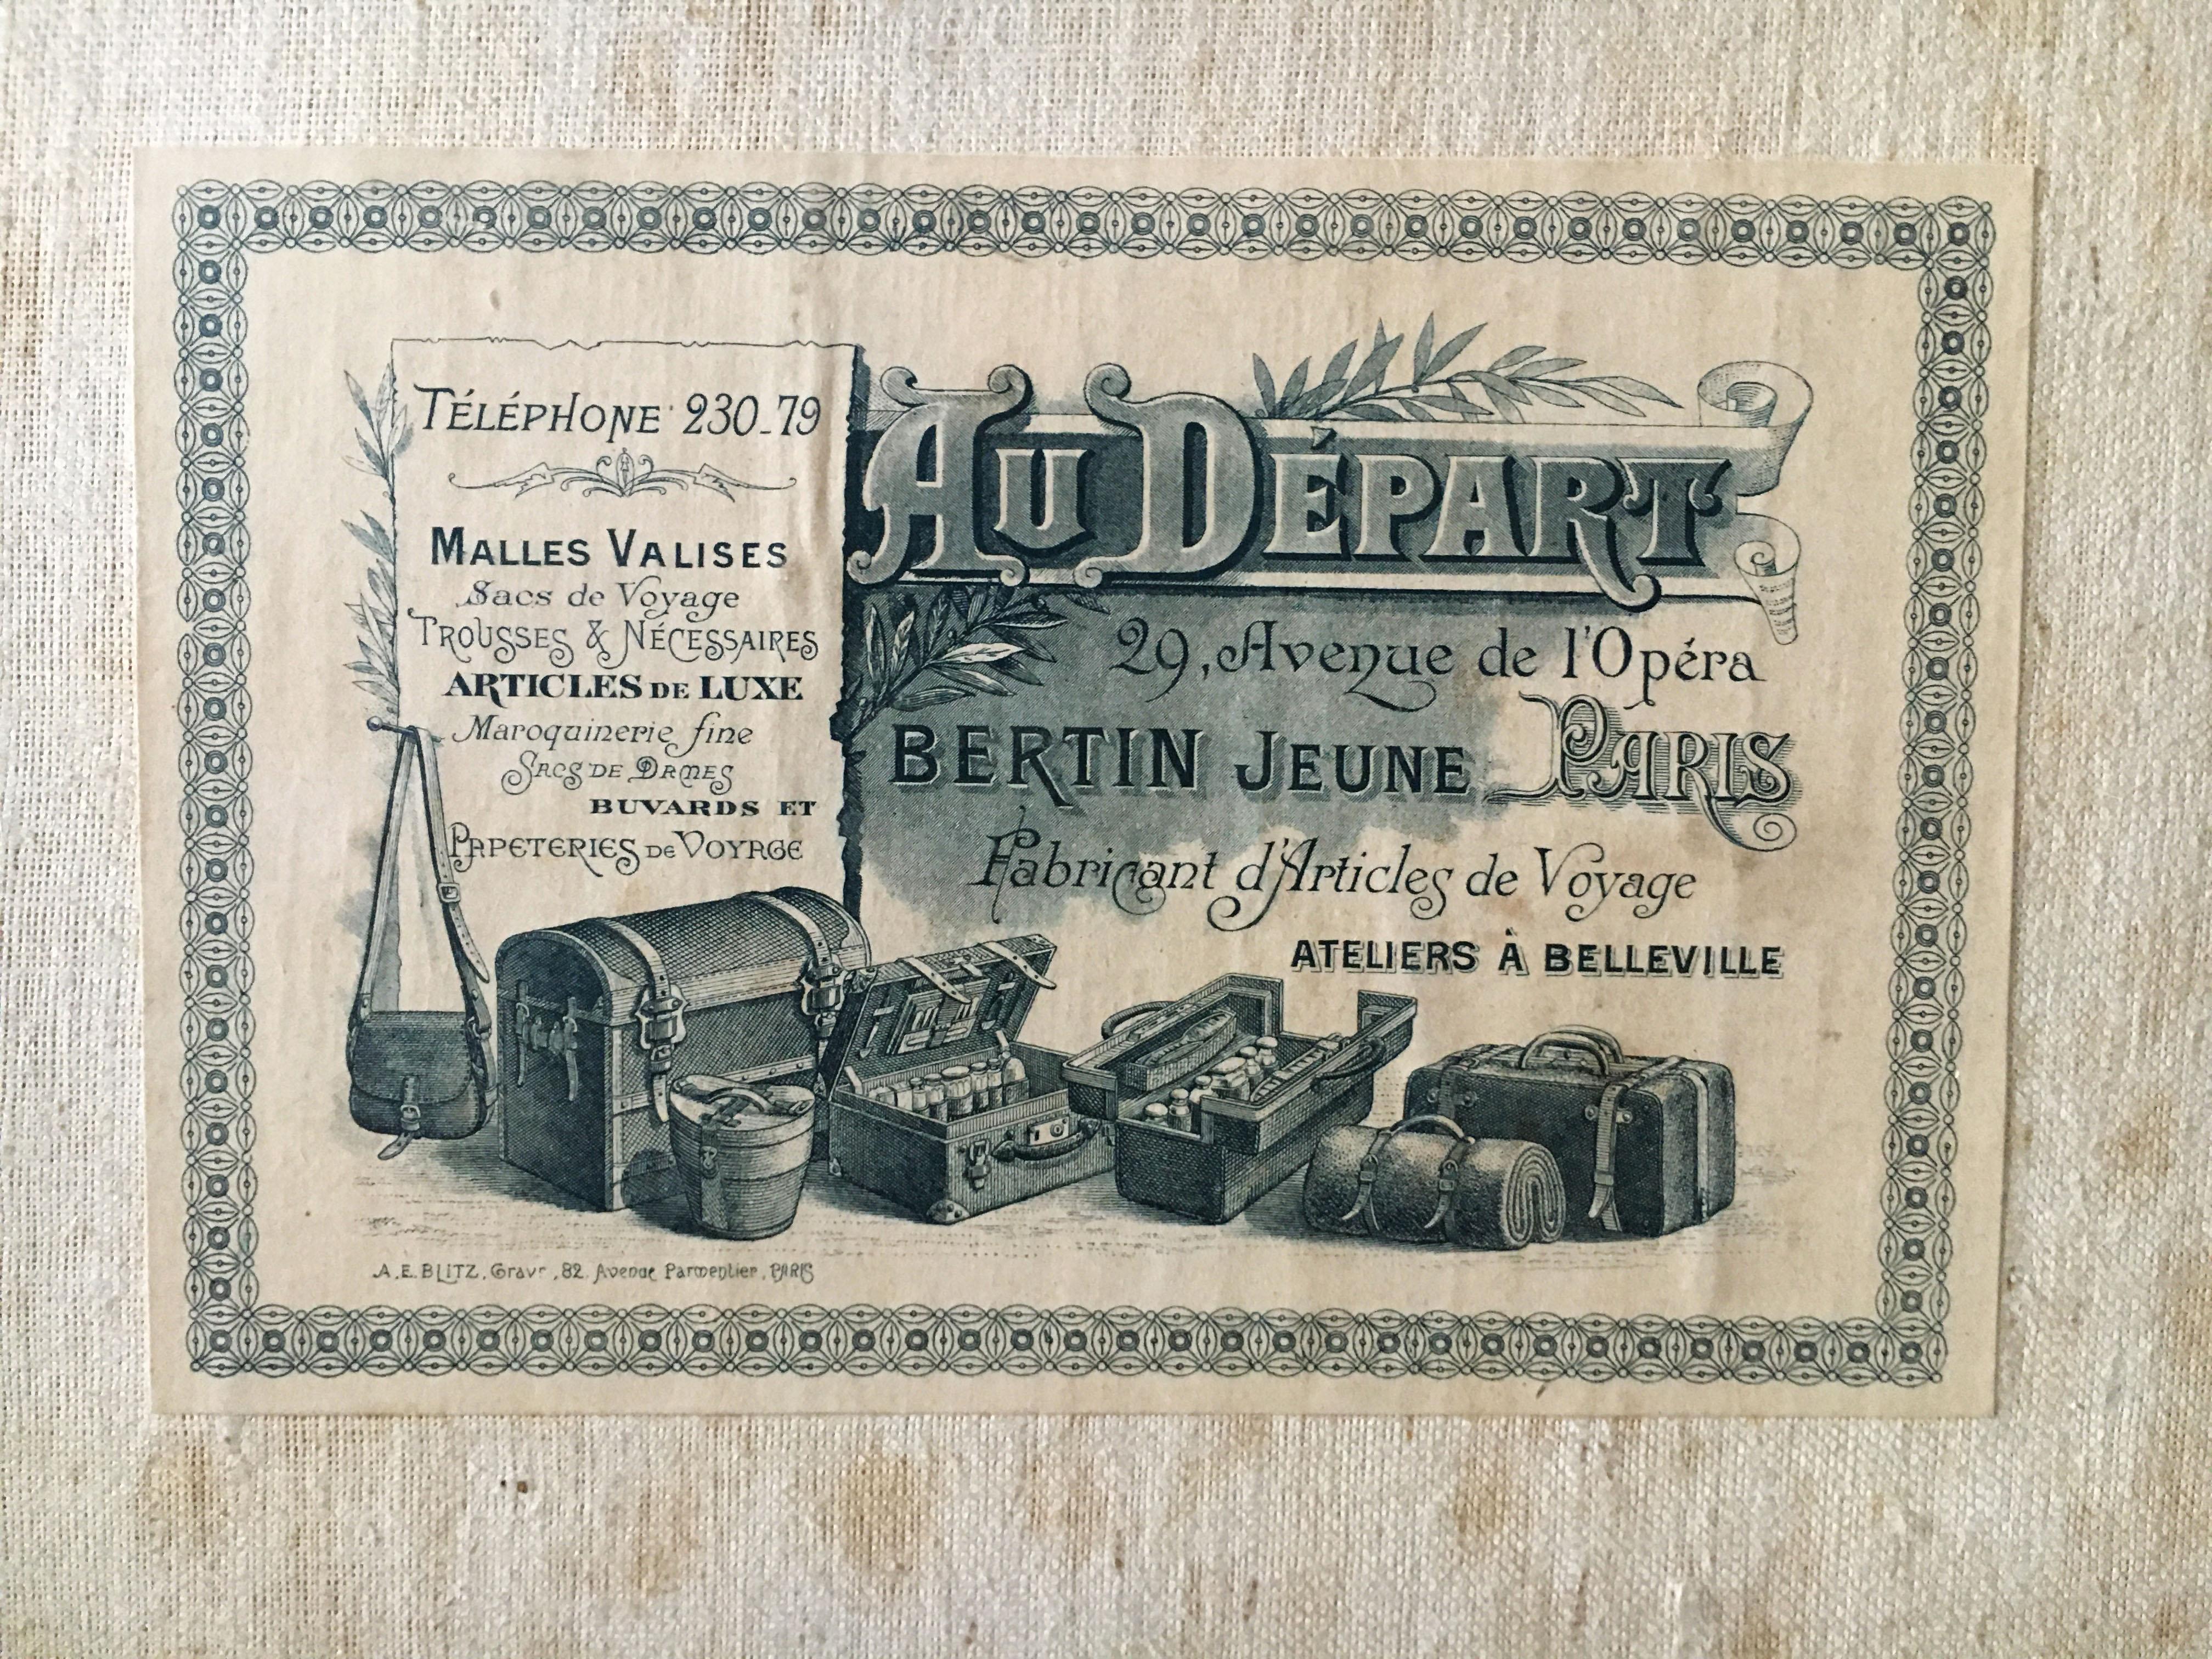 TÉLÉPHONE 230_79
MALLES VALISES
Sacs de Voyage
TROUSSES & NÉCESSAIRES
ARTICLES DE LUXE
Maroquinerie fine
SACS DE DAMES
BUVARDS ET
PAPETERIES DE VOYAGE
AU DÉPART
29, Avenue de l'Opéra
BERTIN JEUNE PARIS
Fabricant d'Articles de Voyage
ATELIERS À BELLEVILLE
A.E. BLITZ, Gravr, 82. Avenue Parmentier, PARIS